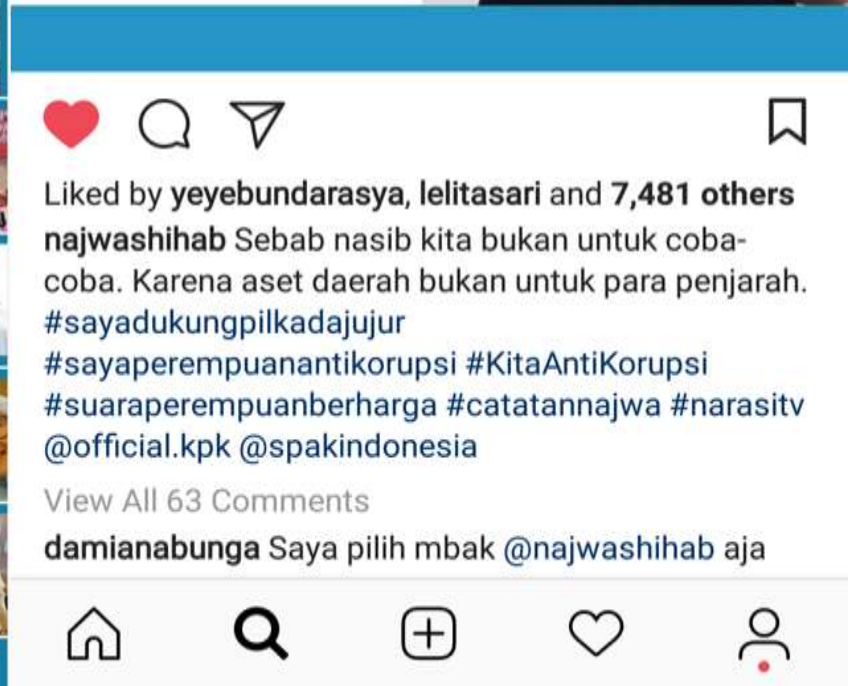 Liked by yeyebundarasya, lelitasari and 7,481 others
najwashihab Sebab nasib kita bukan untuk coba-
coba. Karena aset daerah bukan untuk para penjarah.
#sayadukungpilkadajujur
#sayaperempuanantikorupsi #KitaAntiKorupsi
#suaraperempuanberharga #catatannajwa #narasitv
@official.kpk @spakindonesia
View All 63 Comments
damianabunga Saya pilih mbak @najwashihab aja